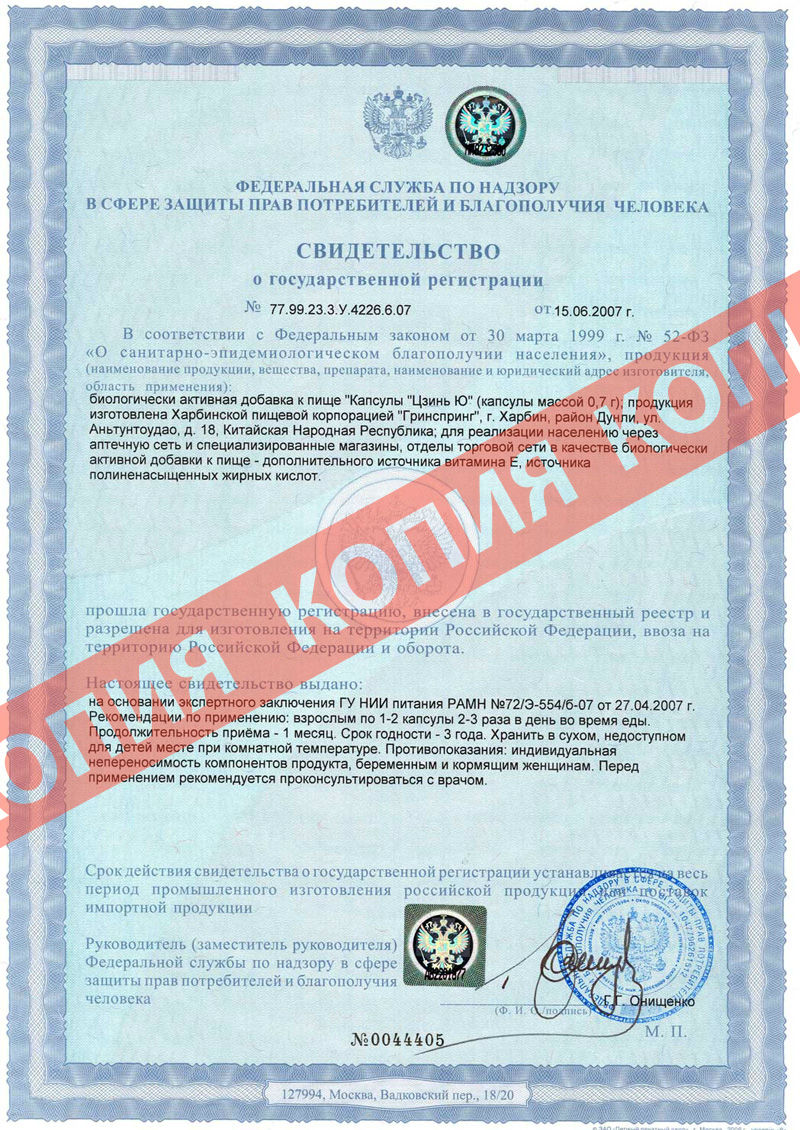 ФЕДЕРАЛЬНАЯ СЛУЖБА ПО НАДЗОРУ
В СФЕРЕ ЗАЩИТЫ ПРАВ ПОТРЕБИТЕЛЕЙ И БЛАГОПОЛУЧИЯ ЧЕЛОВЕКА
СВИДЕТЕЛЬСТВО
о государственной регистрации
№ 77.99.23.3.У.4226.6.07 от 15.06.2007 г.
В соответствии с Федеральным законом от 30 марта 1999 г. № 52-ФЗ
«О санитарно-эпидемиологическом благополучии населения», продукция
(наименование продукции, вещества, препарата, наименование и юридический адрес изготовителя,
область применения):
биологически активная добавка к пище "Капсулы "Цзинь Ю" (капсулы массой 0,7 г); продукция
изготовлена Харбинской пищевой корпорацией "Гринспринг", г. Харбин, район Дунли, ул.
Аньтунтоудао, д. 18, Китайская Народная Республика; для реализации населению через
аптечную сеть и специализированные магазины, отделы торговой сети в качестве биологически
активной добавки к пище - дополнительного источника витамина Е, источника
полиненасыщенных жирных кислот.
КОПИЯ КОПИЯ КОПИЯ
прошла государственную регистрацию, внесена в государственный реестр и
разрешена для изготовления на территории Российской Федерации, ввоза на
территорию Российской Федерации и оборота.
Настоящее свидетельство выдано:
на основании экспертного заключения ГУ НИИ питания РАМН №72/Э-554/б-07 от 27.04.2007 г.
Рекомендации по применению: взрослым по 1-2 капсулы 2-3 раза в день во время еды.
Продолжительность приёма - 1 месяц. Срок годности - 3 года. Хранить в сухом, недоступном
для детей месте при комнатной температуре. Противопоказания: индивидуальная
непереносимость компонентов продукта, беременным и кормящим женщинам. Перед
применением рекомендуется проконсультироваться с врачом.
Срок действия свидетельства о государственной регистрации устанавливается на весь
период промышленного изготовления российской продукции или поставок
импортной продукции
Руководитель (заместитель руководителя)
Федеральной службы по надзору в сфере
защиты прав потребителей и благополучия
человека
Г.Г. Онищенко
(Ф. И. О./подпись)
М. П.
№0044405
127994, Москва, Вадковский пер., 18/20